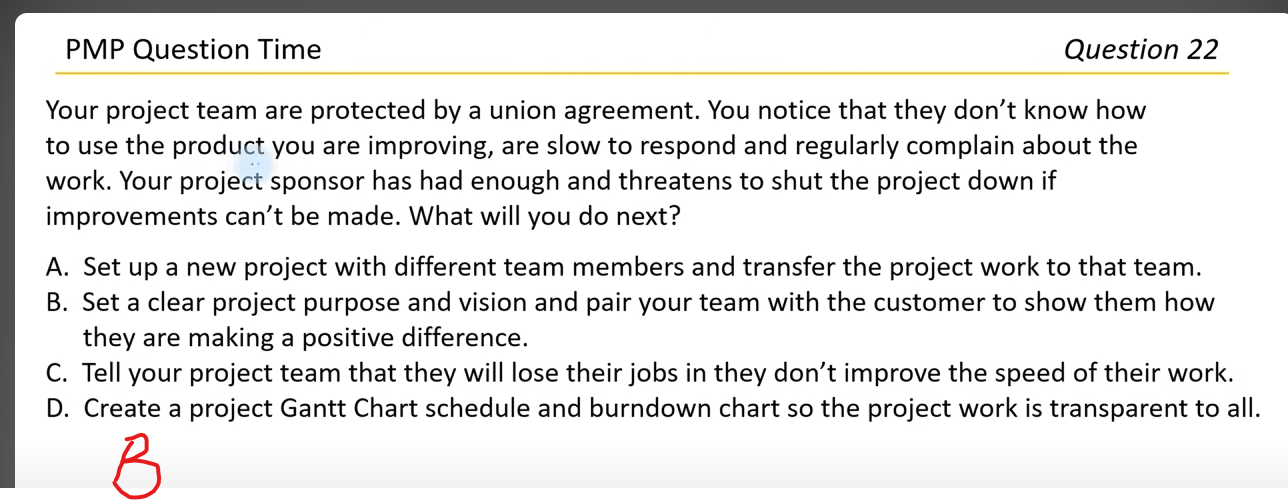 PMP Question Time
Question 22
Your project team are protected by a union agreement. You notice that they don’t know how
to use the product you are improving, are slow to respond and regularly complain about the
work. Your project sponsor has had enough and threatens to shut the project down if
improvements can’t be made. What will you do next?
A. Set up a new project with different team members and transfer the project work to that team.
B. Set a clear project purpose and vision and pair your team with the customer to show them how
they are making a positive difference.
C. Tell your project team that they will lose their jobs in they don’t improve the speed of their work.
D. Create a project Gantt Chart schedule and burndown chart so the project work is transparent to all.
B